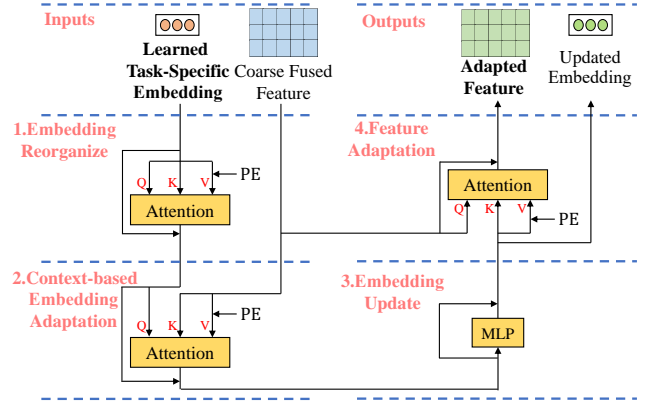 Inputs
Learned
Task-Specific
Embedding
Coarse Fused
Feature
1.Embedding
Reorganize
Q K V
PE
Attention
2.Context-based
Embedding
Adaptation
Q K V
PE
Attention
Outputs
Adapted
Feature
Updated
Embedding
4.Feature
Adaptation
Attention
Q K V
PE
3.Embedding
Update
MLP